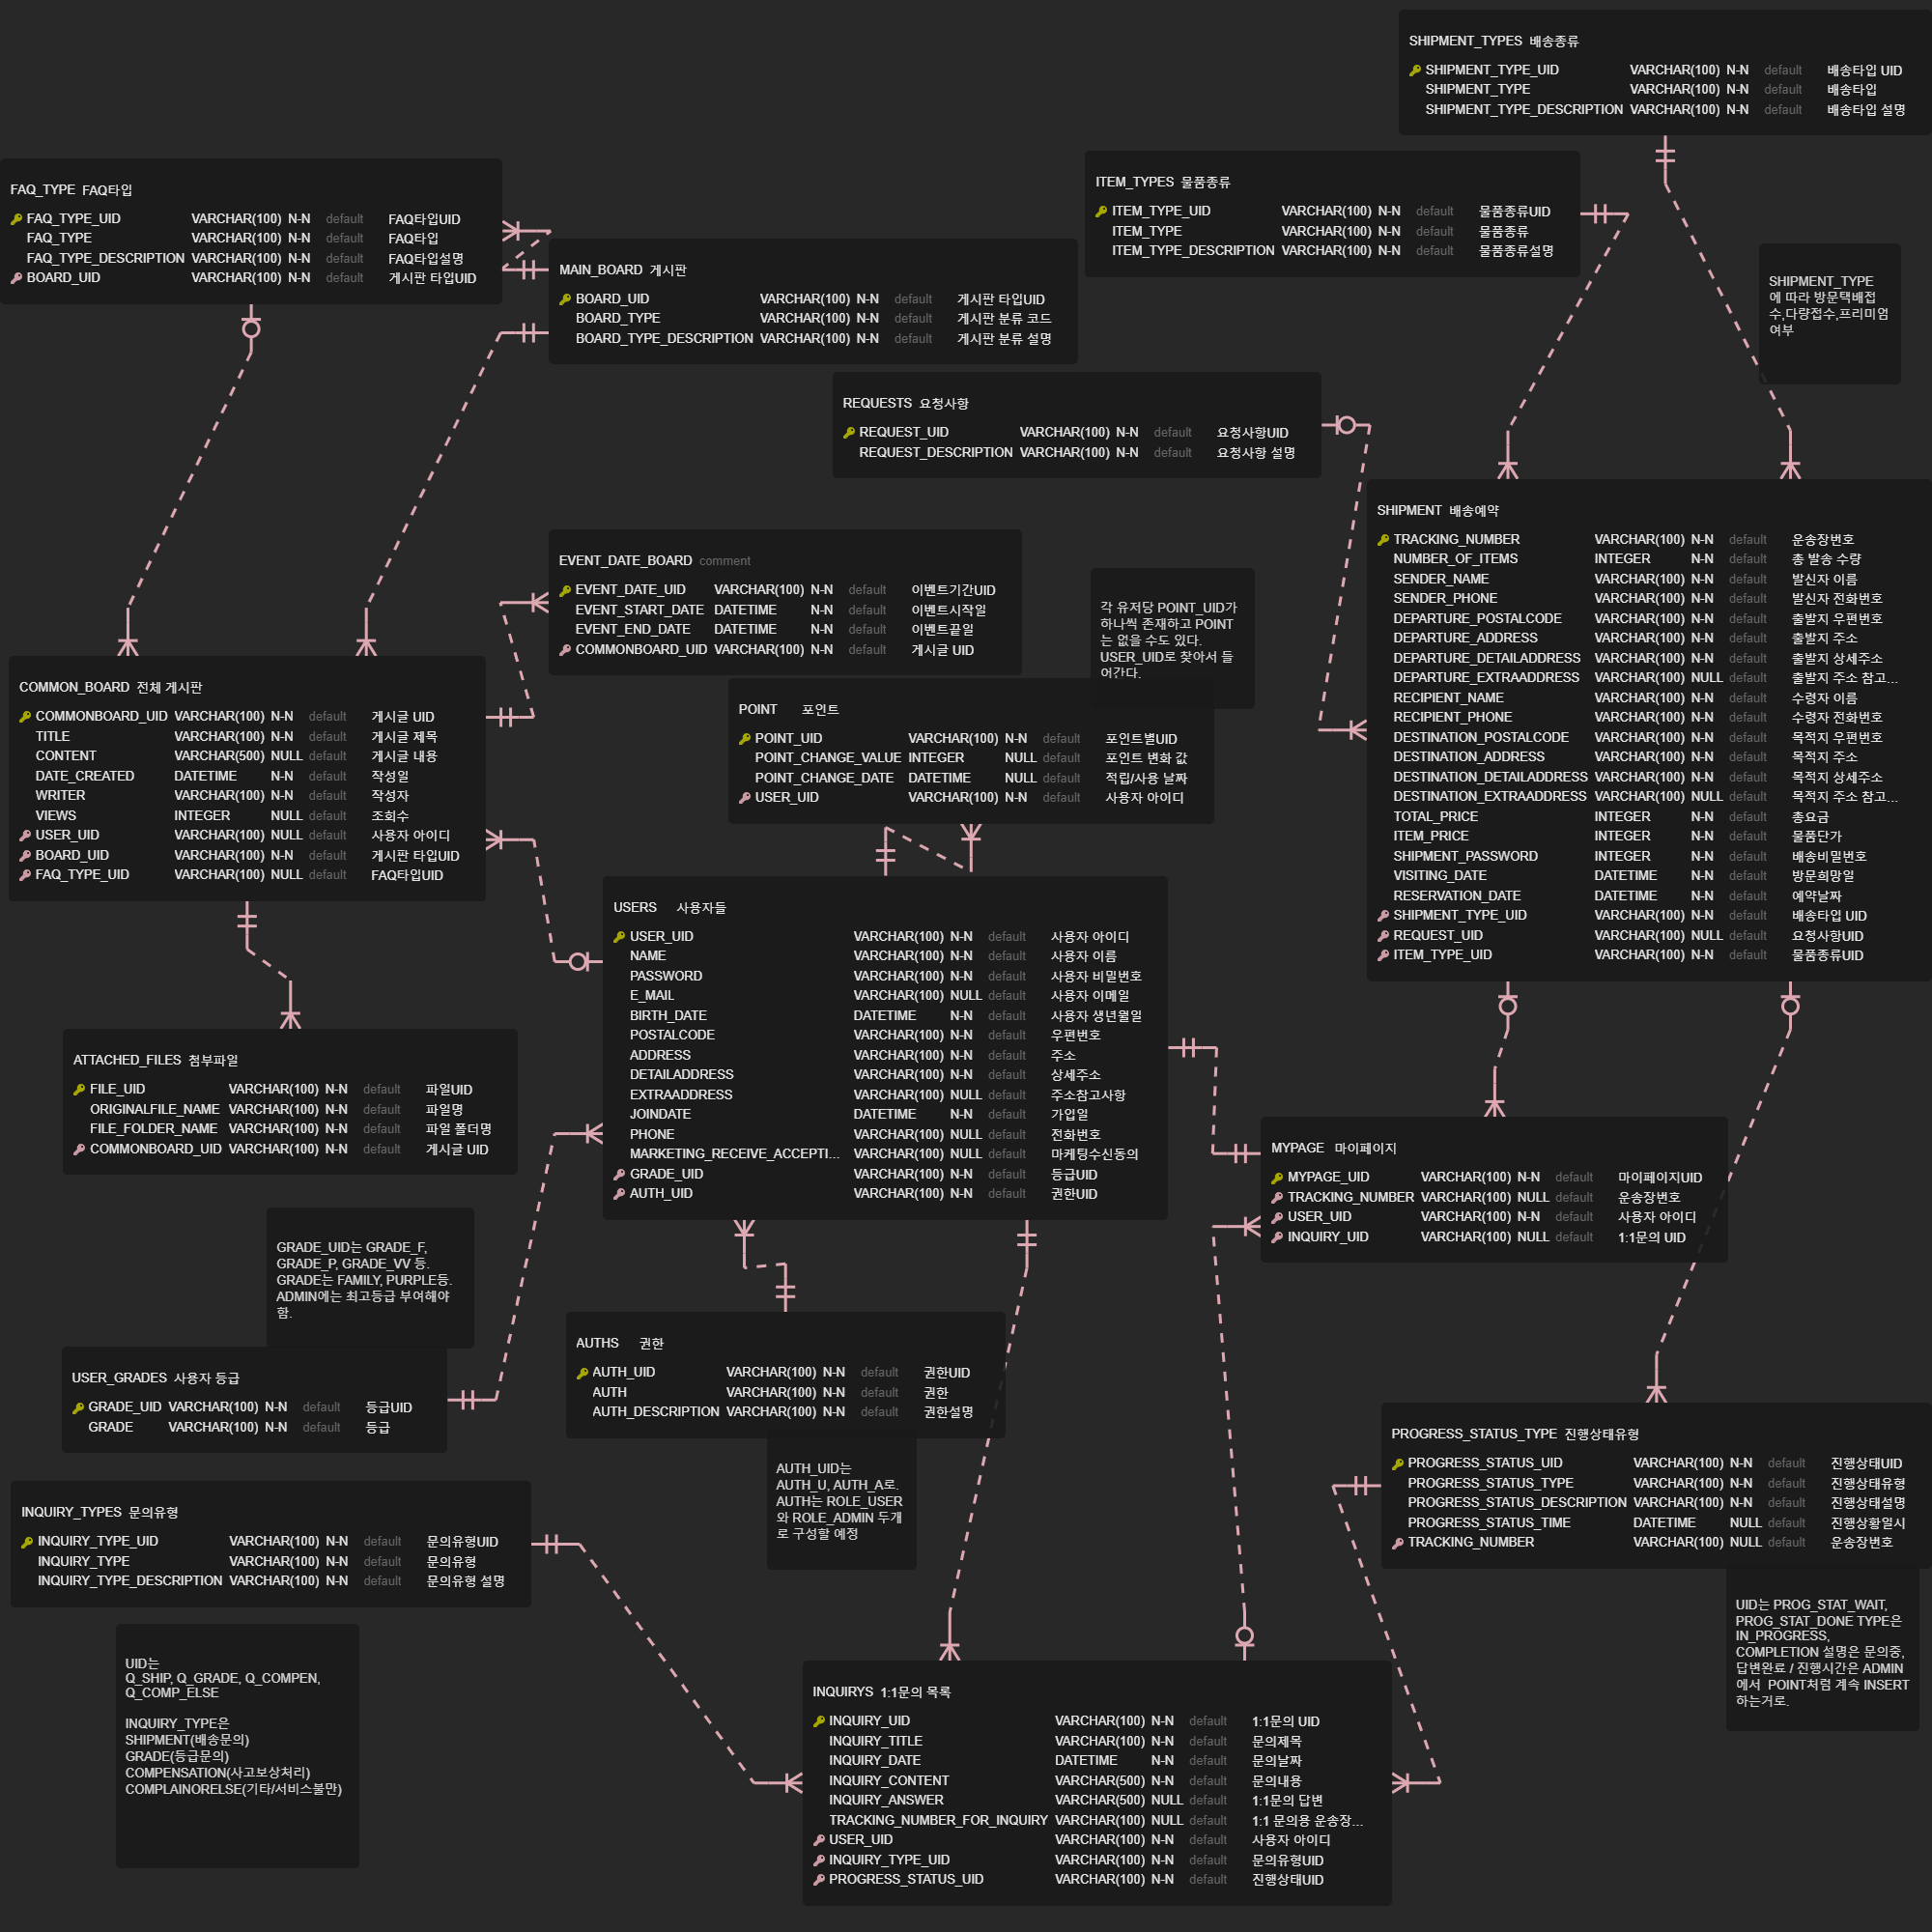 SHIPMENT_TYPES 배송종류
SHIPMENT_TYPE_UID VARCHAR(100) N-N default 배송타입 UID
SHIPMENT_TYPE VARCHAR(100) N-N default 배송타입
SHIPMENT_TYPE_DESCRIPTION VARCHAR(100) N-N default 배송타입 설명
FAQ_TYPE FAQ타입
FAQ_TYPE_UID VARCHAR(100) N-N default FAQ타입UID
FAQ_TYPE VARCHAR(100) N-N default FAQ타입
FAQ_TYPE_DESCRIPTION VARCHAR(100) N-N default FAQ타입설명
BOARD_UID VARCHAR(100) N-N default 게시판 타입UID
ITEM_TYPES 물품종류
ITEM_TYPE_UID VARCHAR(100) N-N default 물품종류UID
ITEM_TYPE VARCHAR(100) N-N default 물품종류
ITEM_TYPE_DESCRIPTION VARCHAR(100) N-N default 물품종류설명
MAIN_BOARD 게시판
BOARD_UID VARCHAR(100) N-N default 게시판 타입UID
BOARD_TYPE VARCHAR(100) N-N default 게시판 분류 코드
BOARD_TYPE_DESCRIPTION VARCHAR(100) N-N default 게시판 분류 설명
SHIPMENT_TYPE
에 따라 방문택배접
수,다량접수,프리미엄
여부
REQUESTS 요청사항
REQUEST_UID VARCHAR(100) N-N default 요청사항UID
REQUEST_DESCRIPTION VARCHAR(100) N-N default 요청사항 설명
SHIPMENT 배송예약
TRACKING_NUMBER VARCHAR(100) N-N default 운송장번호
NUMBER_OF_ITEMS INTEGER N-N default 총 발송 수량
SENDER_NAME VARCHAR(100) N-N default 발신자 이름
SENDER_PHONE VARCHAR(100) N-N default 발신자 전화번호
DEPARTURE_POSTALCODE VARCHAR(100) N-N default 출발지 우편번호
DEPARTURE_ADDRESS VARCHAR(100) N-N default 출발지 주소
DEPARTURE_DETAILADDRESS VARCHAR(100) N-N default 출발지 상세주소
DEPARTURE_EXTRAADDRESS VARCHAR(100) NULL default 출발지 주소 참고...
RECIPIENT_NAME VARCHAR(100) N-N default 수령자 이름
RECIPIENT_PHONE VARCHAR(100) N-N default 수령자 전화번호
DESTINATION_POSTALCODE VARCHAR(100) N-N default 목적지 우편번호
DESTINATION_ADDRESS VARCHAR(100) N-N default 목적지 주소
DESTINATION_DETAILADDRESS VARCHAR(100) N-N default 목적지 상세주소
DESTINATION_EXTRAADDRESS VARCHAR(100) NULL default 목적지 주소 참고...
TOTAL_PRICE INTEGER N-N default 총요금
ITEM_PRICE INTEGER N-N default 물품단가
SHIPMENT_PASSWORD INTEGER N-N default 배송비밀번호
VISITING_DATE DATETIME N-N default 방문희망일
RESERVATION_DATE DATETIME N-N default 예약날짜
SHIPMENT_TYPE_UID VARCHAR(100) N-N default 배송타입 UID
REQUEST_UID VARCHAR(100) NULL default 요청사항UID
ITEM_TYPE_UID VARCHAR(100) N-N default 물품종류UID
EVENT_DATE_BOARD comment
EVENT_DATE_UID VARCHAR(100) N-N default 이벤트기간UID
EVENT_START_DATE DATETIME N-N default 이벤트시작일
EVENT_END_DATE DATETIME N-N default 이벤트끝일
COMMONBOARD_UID VARCHAR(100) N-N default 게시글 UID
각 유저당 POINT_UID가
하나씩 존재하고 POINT
는 없을 수도 있다.
USER_UID로 찾아서 들
어간다.
COMMON_BOARD 전체 게시판
COMMONBOARD_UID VARCHAR(100) N-N default 게시글 UID
TITLE VARCHAR(100) N-N default 게시글 제목
CONTENT VARCHAR(500) NULL default 게시글 내용
DATE_CREATED DATETIME N-N default 작성일
WRITER VARCHAR(100) N-N default 작성자
VIEWS INTEGER NULL default 조회수
USER_UID VARCHAR(100) NULL default 사용자 아이디
BOARD_UID VARCHAR(100) N-N default 게시판 타입UID
FAQ_TYPE_UID VARCHAR(100) NULL default FAQ타입UID
POINT 포인트
POINT_UID VARCHAR(100) N-N default 포인트별UID
POINT_CHANGE_VALUE INTEGER NULL default 포인트 변화 값
POINT_CHANGE_DATE DATETIME NULL default 적립/사용 날짜
USER_UID VARCHAR(100) N-N default 사용자 아이디
USERS 사용자들
USER_UID VARCHAR(100) N-N default 사용자 아이디
NAME VARCHAR(100) N-N default 사용자 이름
PASSWORD VARCHAR(100) N-N default 사용자 비밀번호
E_MAIL VARCHAR(100) NULL default 사용자 이메일
BIRTH_DATE DATETIME N-N default 사용자 생년월일
POSTALCODE VARCHAR(100) N-N default 우편번호
ADDRESS VARCHAR(100) N-N default 주소
DETAILADDRESS VARCHAR(100) N-N default 상세주소
EXTRAADDRESS VARCHAR(100) NULL default 주소참고사항
JOINDATE DATETIME N-N default 가입일
PHONE VARCHAR(100) NULL default 전화번호
MARKETING_RECEIVE_ACCEPTI... VARCHAR(100) NULL default 마케팅수신동의
GRADE_UID VARCHAR(100) N-N default 등급UID
AUTH_UID VARCHAR(100) N-N default 권한UID
ATTACHED_FILES 첨부파일
FILE_UID VARCHAR(100) N-N default 파일UID
ORIGINALFILE_NAME VARCHAR(100) N-N default 파일명
FILE_FOLDER_NAME VARCHAR(100) N-N default 파일 폴더명
COMMONBOARD_UID VARCHAR(100) N-N default 게시글 UID
MYPAGE 마이페이지
MYPAGE_UID VARCHAR(100) N-N default 마이페이지UID
TRACKING_NUMBER VARCHAR(100) NULL default 운송장번호
USER_UID VARCHAR(100) N-N default 사용자 아이디
INQUIRY_UID VARCHAR(100) NULL default 1:1문의 UID
GRADE_UID는 GRADE_F,
GRADE_P, GRADE_VV 등.
GRADE는 FAMILY, PURPLE등.
ADMIN에는 최고등급 부여해야
함.
AUTHS 권한
AUTH_UID VARCHAR(100) N-N default 권한UID
AUTH VARCHAR(100) N-N default 권한
AUTH_DESCRIPTION VARCHAR(100) N-N default 권한설명
USER_GRADES 사용자 등급
GRADE_UID VARCHAR(100) N-N default 등급UID
GRADE VARCHAR(100) N-N default 등급
AUTH_UID는
AUTH_U, AUTH_A로.
AUTH는 ROLE_USER
와 ROLE_ADMIN 두개
로 구성할 예정
PROGRESS_STATUS_TYPE 진행상태유형
PROGRESS_STATUS_UID VARCHAR(100) N-N default 진행상태UID
PROGRESS_STATUS_TYPE VARCHAR(100) N-N default 진행상태유형
PROGRESS_STATUS_DESCRIPTION VARCHAR(100) N-N default 진행상태설명
PROGRESS_STATUS_TIME DATETIME NULL default 진행상황일시
TRACKING_NUMBER VARCHAR(100) NULL default 운송장번호
INQUIRY_TYPES 문의유형
INQUIRY_TYPE_UID VARCHAR(100) N-N default 문의유형UID
INQUIRY_TYPE VARCHAR(100) N-N default 문의유형
INQUIRY_TYPE_DESCRIPTION VARCHAR(100) N-N default 문의유형 설명
UID는 PROG_STAT_WAIT,
PROG_STAT_DONE TYPE은
IN_PROGRESS,
COMPLETION 설명은 문의중,
답변완료 / 진행시간은 ADMIN
에서 POINT처럼 계속 INSERT
하는거로.
UID는
Q_SHIP, Q_GRADE, Q_COMPEN,
Q_COMP_ELSE
INQUIRY_TYPE은
SHIPMENT(배송문의)
GRADE(등급문의)
COMPENSATION(사고보상처리)
COMPLAINORELSE(기타/서비스불만)
INQUIRYS 1:1문의 목록
INQUIRY_UID VARCHAR(100) N-N default 1:1문의 UID
INQUIRY_TITLE VARCHAR(100) N-N default 문의제목
INQUIRY_DATE DATETIME N-N default 문의날짜
INQUIRY_CONTENT VARCHAR(500) N-N default 문의내용
INQUIRY_ANSWER VARCHAR(500) NULL default 1:1문의 답변
TRACKING_NUMBER_FOR_INQUIRY VARCHAR(100) NULL default 1:1 문의용 운송장...
USER_UID VARCHAR(100) N-N default 사용자 아이디
INQUIRY_TYPE_UID VARCHAR(100) N-N default 문의유형UID
PROGRESS_STATUS_UID VARCHAR(100) N-N default 진행상태UID